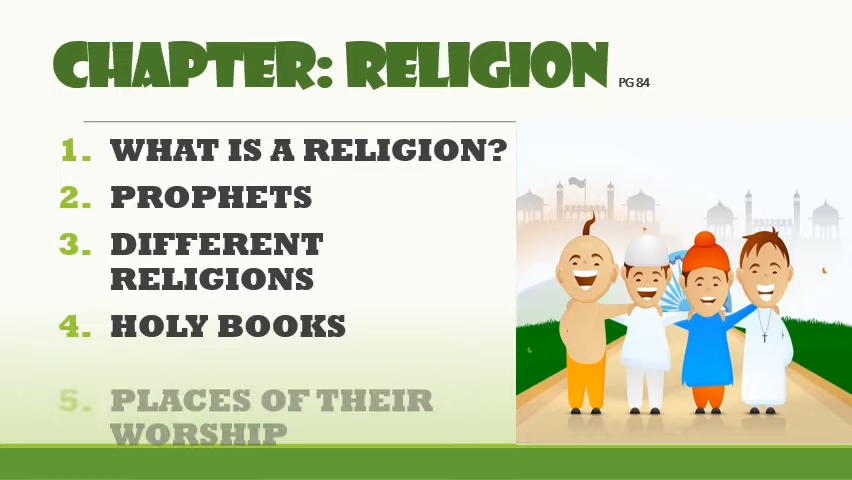 CHAPTER: RELIGION PG 84
1. WHAT IS A RELIGION?
2. PROPHETS
3. DIFFERENT
RELIGIONS
4. HOLY BOOKS
5. PLACES OF THEIR
WORSHIP